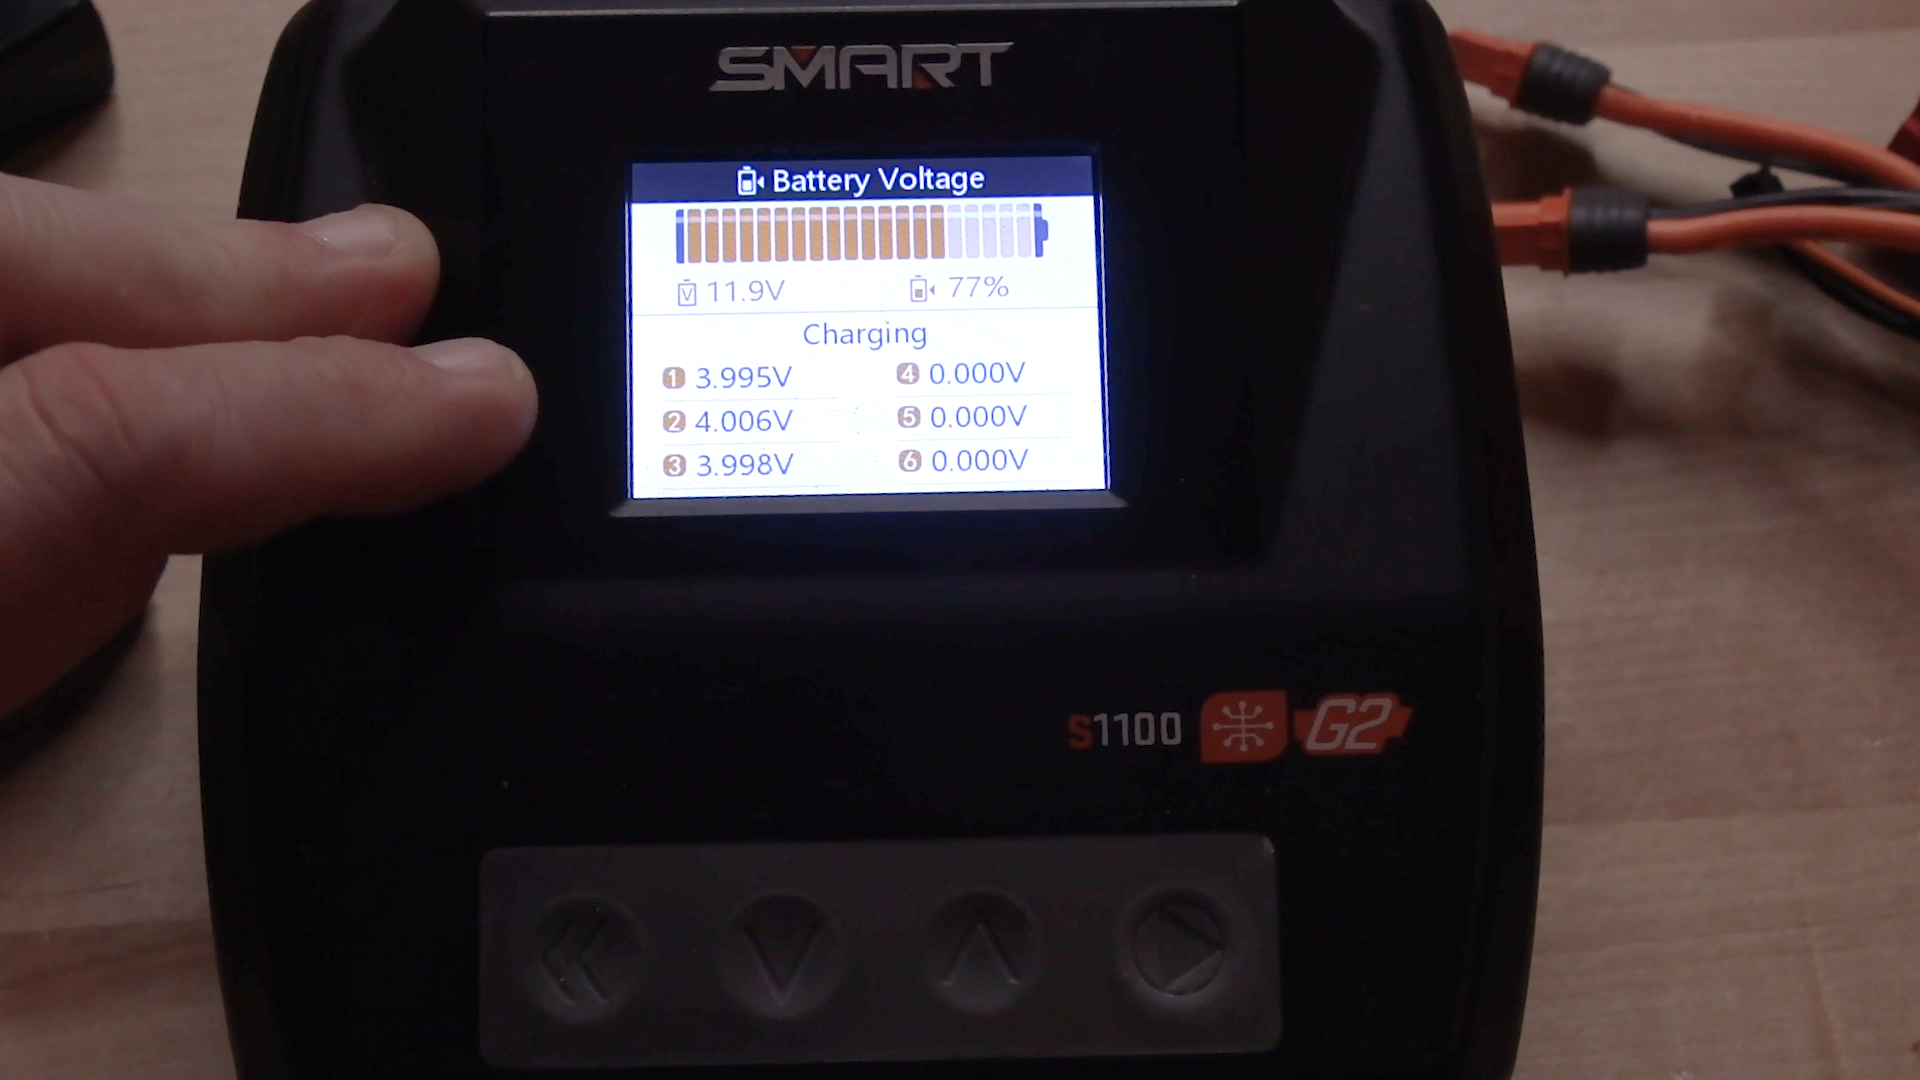 SMART
Battery Voltage
V 11.9V 77%
Charging
1 3.995V 4 0.000V
2 4.006V 5 0.000V
3 3.998V 6 0.000V
S1100 G2